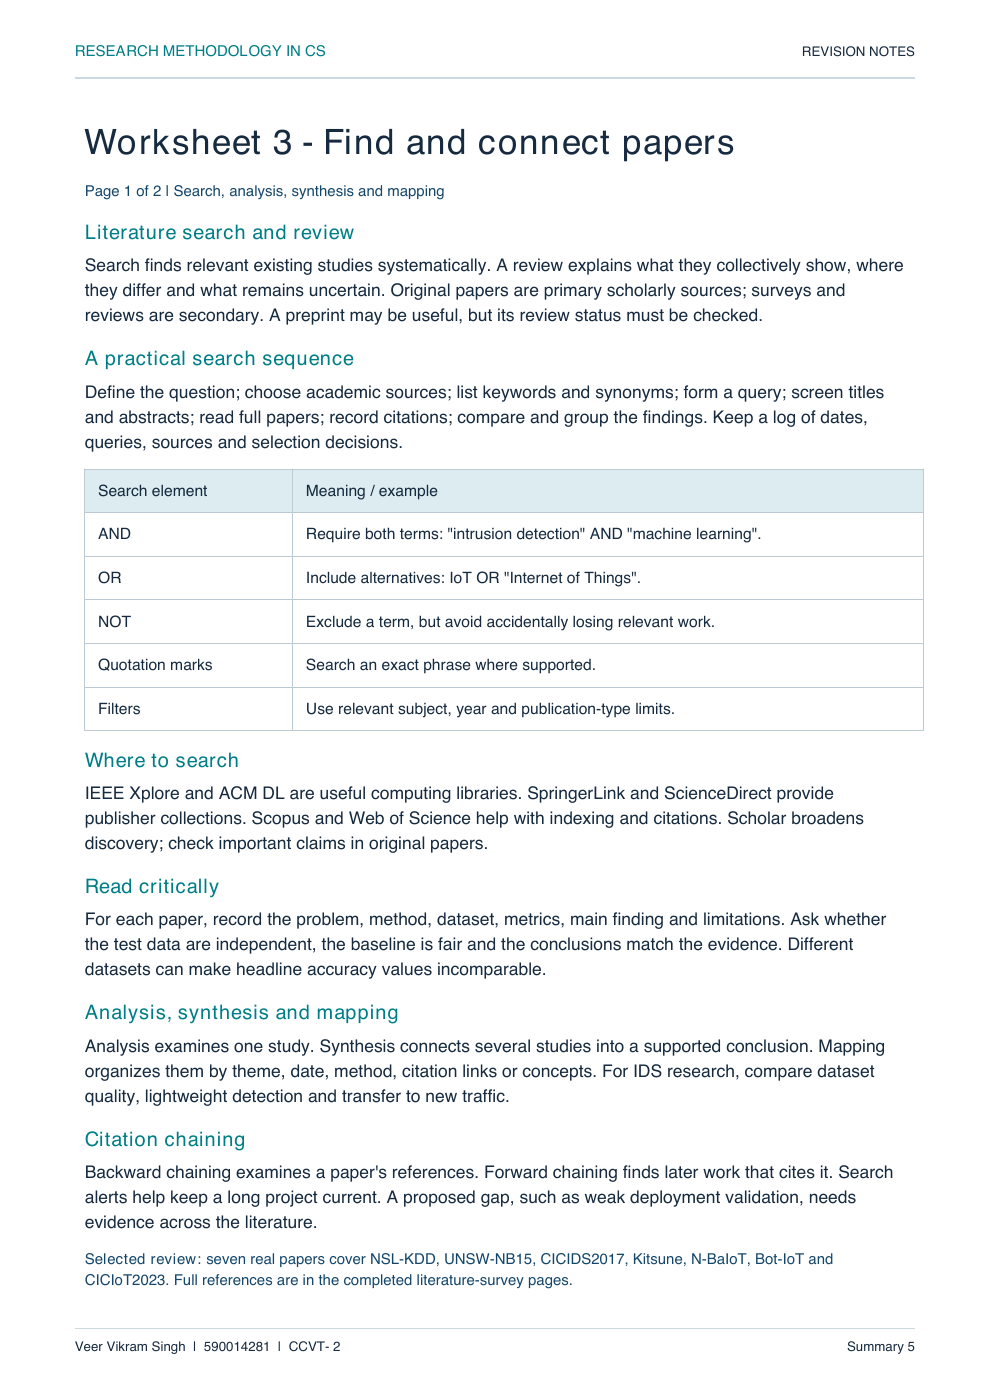 RESEARCH METHODOLOGY IN CS
REVISION NOTES
Worksheet 3 - Find and connect papers
Page 1 of 2 | Search, analysis, synthesis and mapping
Literature search and review
Search finds relevant existing studies systematically. A review explains what they collectively show, where
they differ and what remains uncertain. Original papers are primary scholarly sources; surveys and
reviews are secondary. A preprint may be useful, but its review status must be checked.
A practical search sequence
Define the question; choose academic sources; list keywords and synonyms; form a query; screen titles
and abstracts; read full papers; record citations; compare and group the findings. Keep a log of dates,
queries, sources and selection decisions.
Search element
Meaning / example
AND
Require both terms: "intrusion detection" AND "machine learning".
OR
Include alternatives: IoT OR "Internet of Things".
NOT
Exclude a term, but avoid accidentally losing relevant work.
Quotation marks
Search an exact phrase where supported.
Filters
Use relevant subject, year and publication-type limits.
Where to search
IEEE Xplore and ACM DL are useful computing libraries. SpringerLink and ScienceDirect provide
publisher collections. Scopus and Web of Science help with indexing and citations. Scholar broadens
discovery; check important claims in original papers.
Read critically
For each paper, record the problem, method, dataset, metrics, main finding and limitations. Ask whether
the test data are independent, the baseline is fair and the conclusions match the evidence. Different
datasets can make headline accuracy values incomparable.
Analysis, synthesis and mapping
Analysis examines one study. Synthesis connects several studies into a supported conclusion. Mapping
organizes them by theme, date, method, citation links or concepts. For IDS research, compare dataset
quality, lightweight detection and transfer to new traffic.
Citation chaining
Backward chaining examines a paper's references. Forward chaining finds later work that cites it. Search
alerts help keep a long project current. A proposed gap, such as weak deployment validation, needs
evidence across the literature.
Selected review: seven real papers cover NSL-KDD, UNSW-NB15, CICIDS2017, Kitsune, N-BaIoT, Bot-IoT and
CICIoT2023. Full references are in the completed literature-survey pages.
Veer Vikram Singh | 590014281 | CCVT- 2
Summary 5